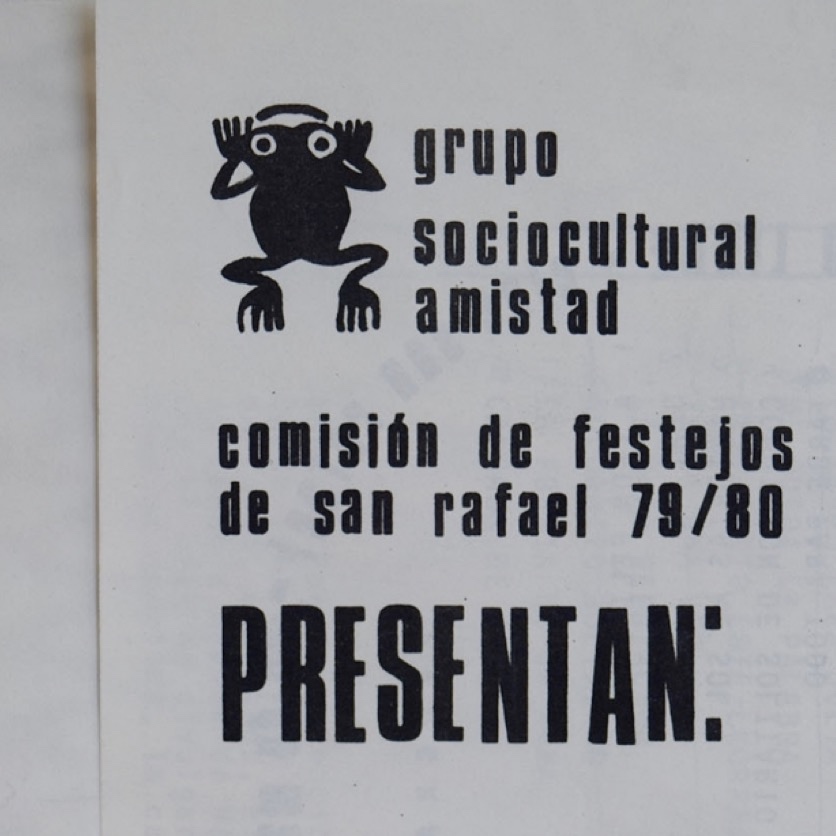 grupo
sociocultural
amistad
comisión de festejos
de san rafael 79/80
PRESENTAN: